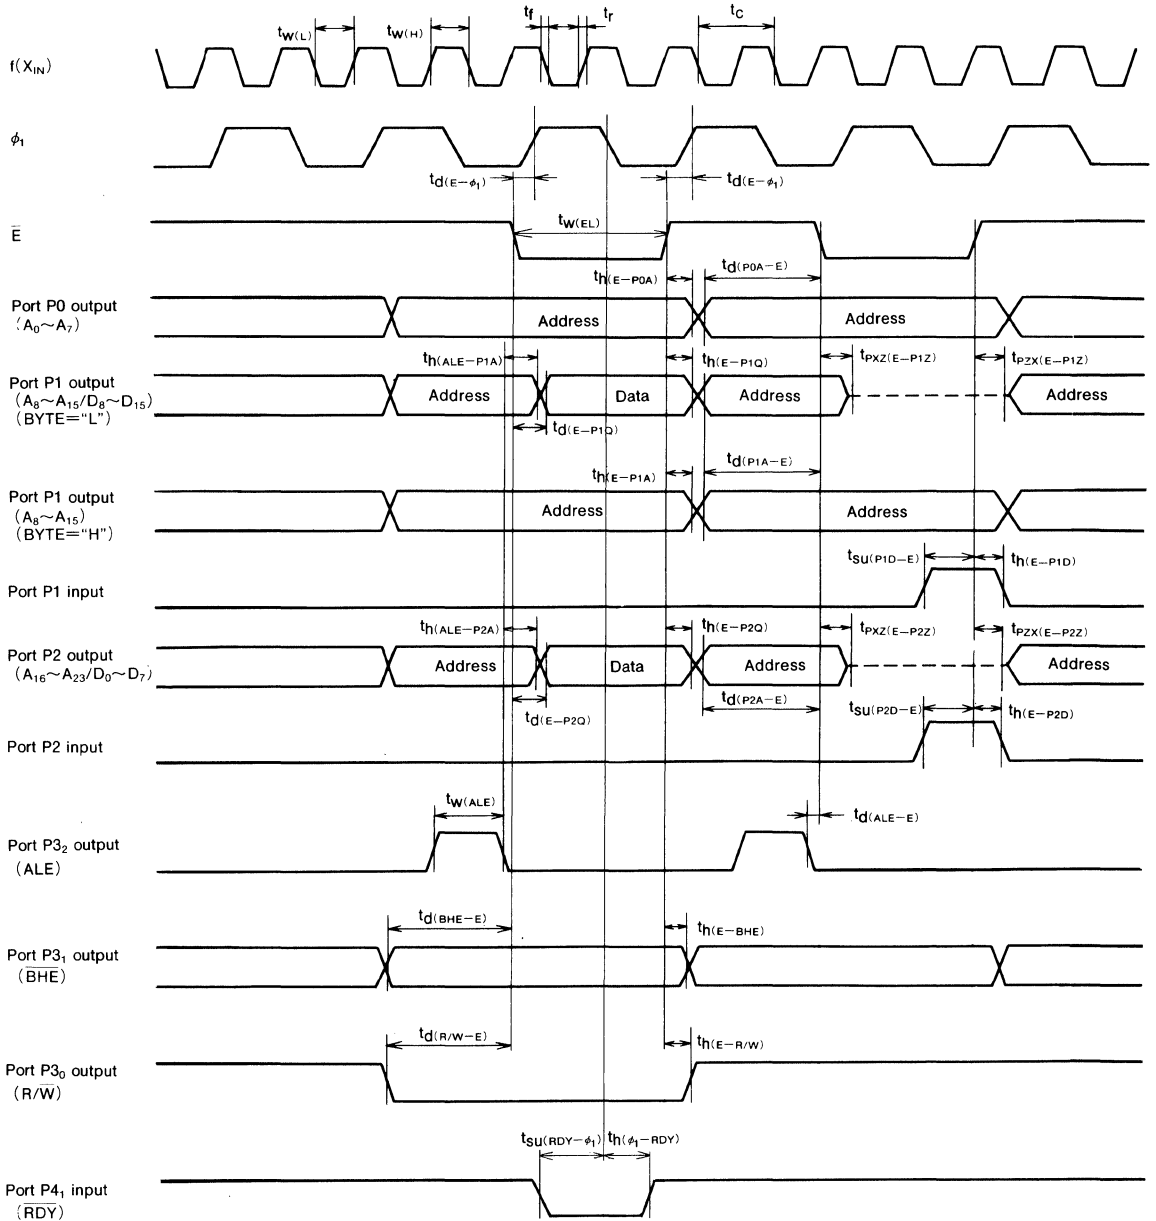 tf tr tC
tW(L) tW(H)
f(XIN)
ϕ1
td(E−ϕ1) td(E−ϕ1)
E̅
tW(EL)
th(E−P0A) td(P0A−E)
Port P0 output
(A0~A7)
Address Address
th(ALE−P1A) th(E−P1Q) tPXZ(E−P1Z) tPZX(E−P1Z)
Port P1 output
(A8~A15/D8~D15)
(BYTE="L")
Address Data Address Address
td(E−P1Q)
th(E−P1A) td(P1A−E)
Port P1 output
(A8~A15)
(BYTE="H")
Address Address
tsu(P1D−E) th(E−P1D)
Port P1 input
th(ALE−P2A) th(E−P2Q) tPXZ(E−P2Z) tPZX(E−P2Z)
Port P2 output
(A16~A23/D0~D7)
Address Data Address Address
td(E−P2Q) td(P2A−E) tsu(P2D−E) th(E−P2D)
Port P2 input
tW(ALE) td(ALE−E)
Port P32 output
(ALE)
td(BHE−E) th(E−BHE)
Port P31 output
(B̅H̅E̅)
td(R/W−E) th(E−R/W)
Port P30 output
(R/W̅)
tsu(RDY−ϕ1) th(ϕ1−RDY)
Port P41 input
(R̅D̅Y̅)